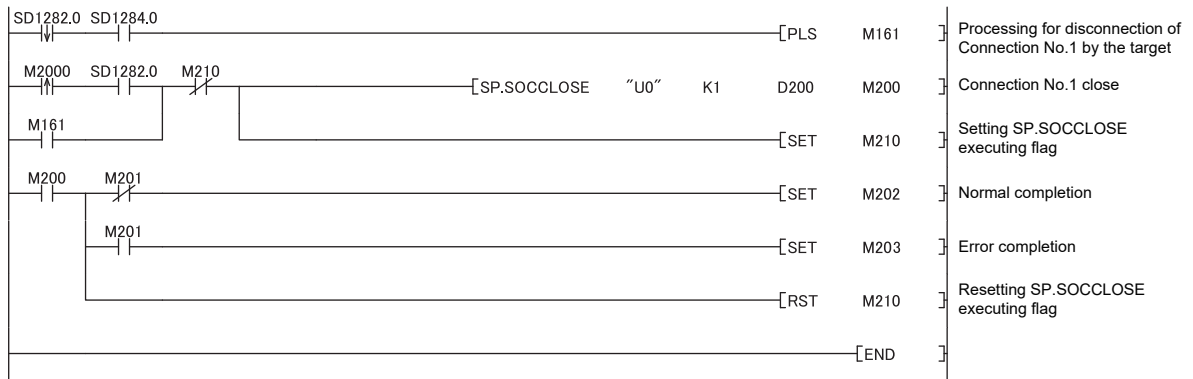 SD1282.0 SD1284.0
[PLS M161 ] Processing for disconnection of
Connection No.1 by the target
M2000 SD1282.0 M210
[SP.SOCCLOSE "U0" K1 D200 M200 ] Connection No.1 close
M161
[SET M210 ] Setting SP.SOCCLOSE
executing flag
M200 M201
[SET M202 ] Normal completion
M201
[SET M203 ] Error completion
[RST M210 ] Resetting SP.SOCCLOSE
executing flag
[END ]